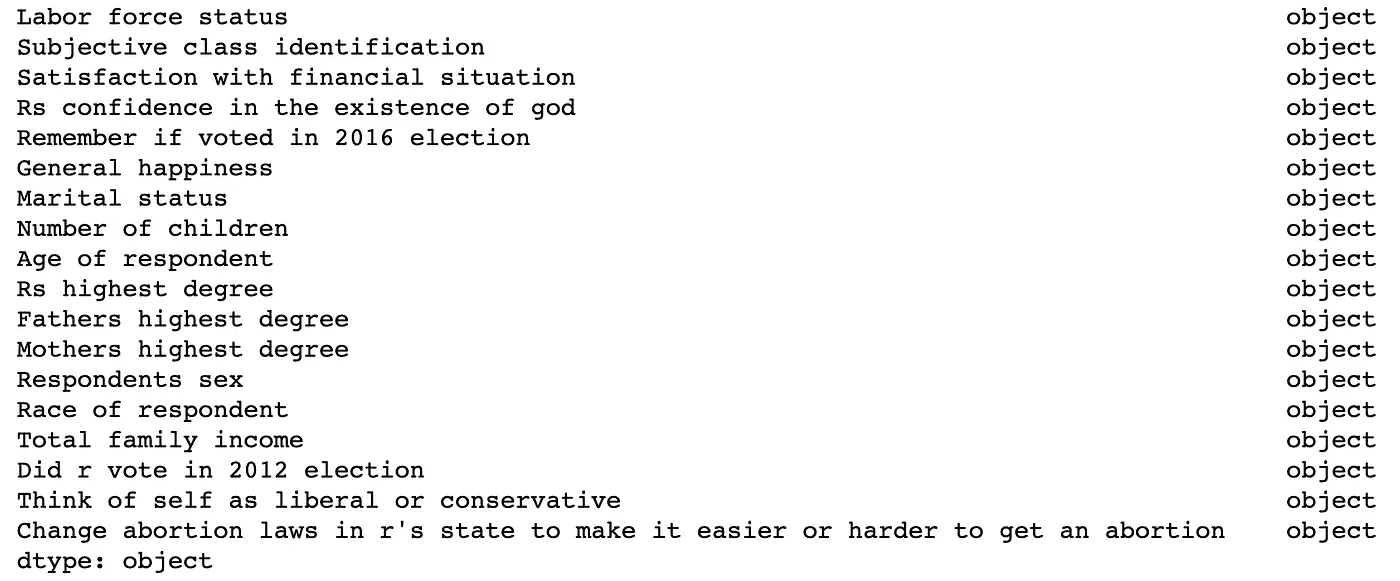 Labor force status object
Subjective class identification object
Satisfaction with financial situation object
Rs confidence in the existence of god object
Remember if voted in 2016 election object
General happiness object
Marital status object
Number of children object
Age of respondent object
Rs highest degree object
Fathers highest degree object
Mothers highest degree object
Respondents sex object
Race of respondent object
Total family income object
Did r vote in 2012 election object
Think of self as liberal or conservative object
Change abortion laws in r's state to make it easier or harder to get an abortion object
dtype: object